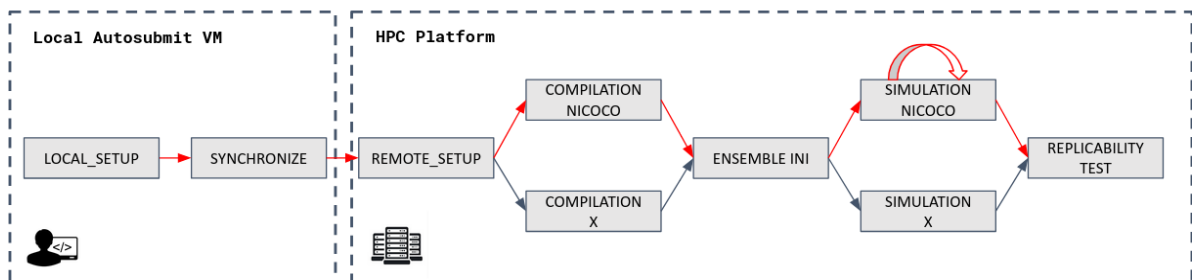 Local Autosubmit VM
LOCAL_SETUP
SYNCHRONIZE
</>
HPC Platform
REMOTE_SETUP
COMPILATION
NICOCO
COMPILATION
X
ENSEMBLE INI
SIMULATION
NICOCO
SIMULATION
X
REPLICABILITY
TEST